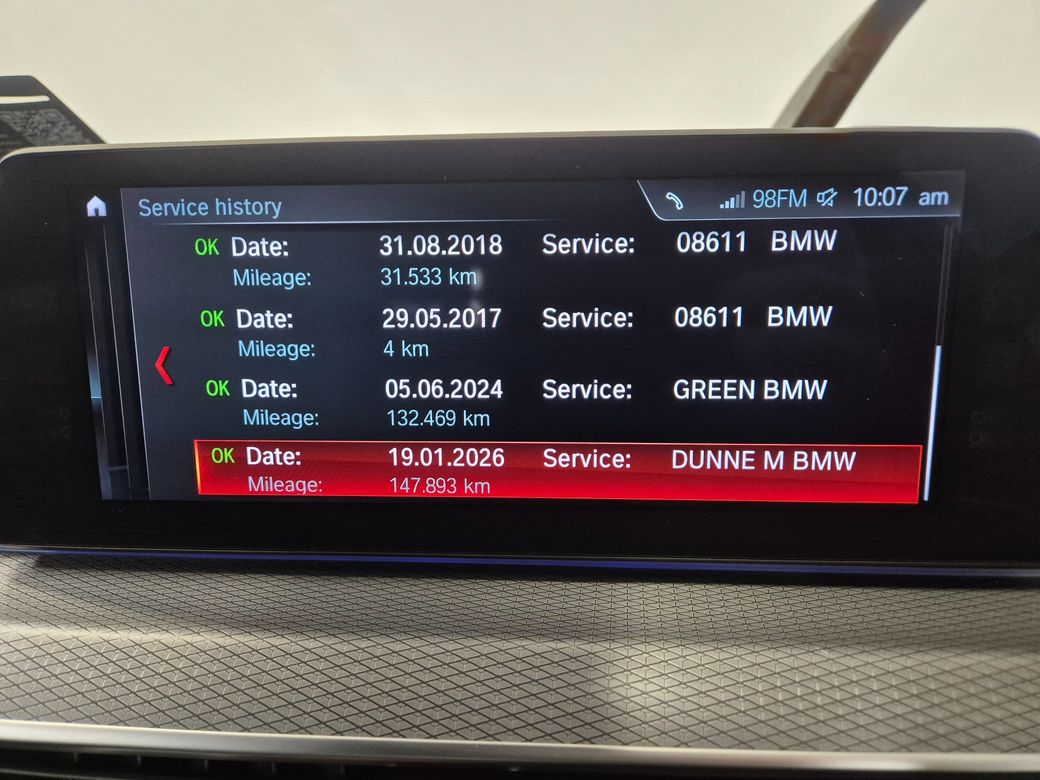 Service history 98FM 10:07 am
OK Date: 31.08.2018 Service: 08611 BMW
Mileage: 31.533 km
OK Date: 29.05.2017 Service: 08611 BMW
Mileage: 4 km
OK Date: 05.06.2024 Service: GREEN BMW
Mileage: 132.469 km
OK Date: 19.01.2026 Service: DUNNE M BMW
Mileage: 147.893 km